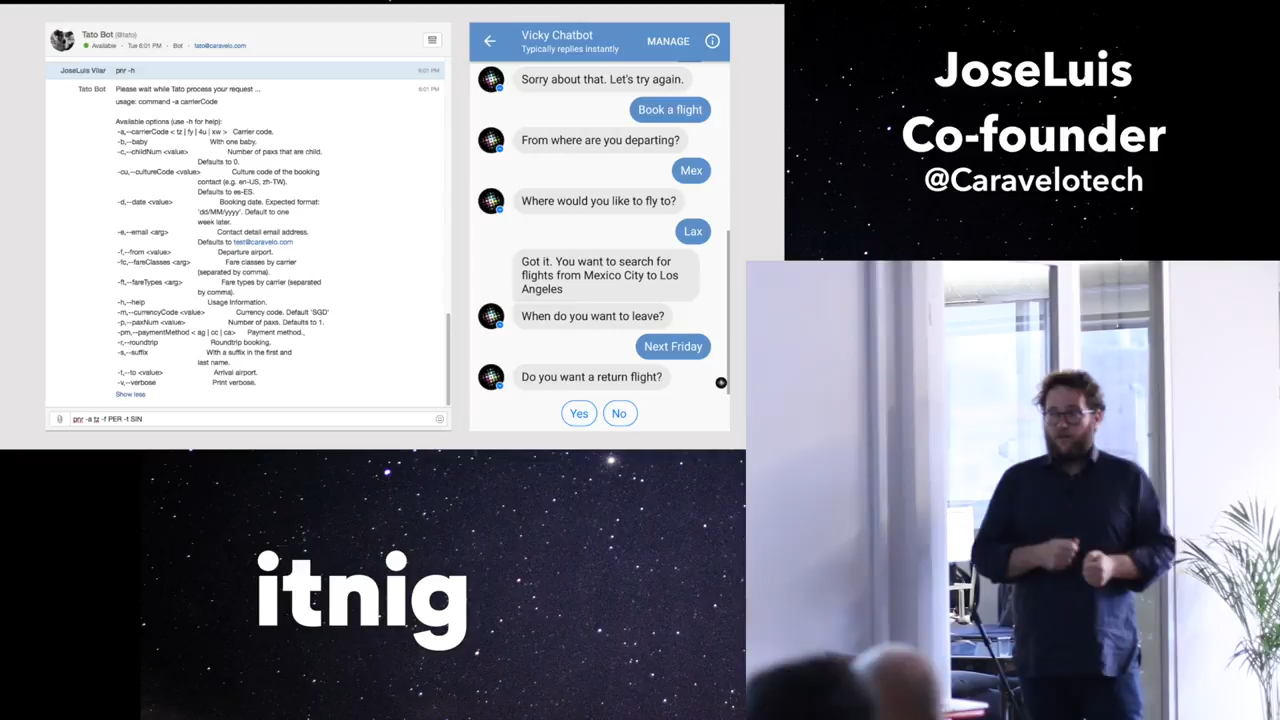 Tato Bot (@tato)
Available · Tue 6:01 PM · Bot · tato@caravelo.com
JoseLuis Vilar pnr -h 6:01 PM
Tato Bot Please wait while Tato process your request ... 6:01 PM
usage: command -a carrierCode
Available options (use -h for help):
-a,--carrierCode < tz | fy | 4u | xw > Carrier code.
-b,--baby With one baby.
-c,--childNum <value> Number of paxs that are child.
Defaults to 0.
-cu,--cultureCode <value> Culture code of the booking
contact (e.g. en-US, zh-TW).
Defaults to es-ES.
-d,--date <value> Booking date. Expected format:
'dd/MM/yyyy'. Default to one
week later.
-e,--email <arg> Contact detail email address.
Defaults to test@caravelo.com
-f,--from <value> Departure airport.
-fc,--fareClasses <arg> Fare classes by carrier
(separated by comma).
-ft,--fareTypes <arg> Fare types by carrier (separated
by comma).
-h,--help Usage Information.
-m,--currencyCode <value> Currency code. Default 'SGD'
-p,--paxNum <value> Number of paxs. Defaults to 1.
-pm,--paymentMethod < ag | cc | ca> Payment method.,
-r,--roundtrip Roundtrip booking.
-s,--suffix With a suffix in the first and
last name.
-t,--to <value> Arrival airport.
-v,--verbose Print verbose.
Show less
pnr -a tz -f PER -t SIN
Vicky Chatbot
Typically replies instantly
MANAGE
Sorry about that. Let's try again.
Book a flight
From where are you departing?
Mex
Where would you like to fly to?
Lax
Got it. You want to search for
flights from Mexico City to Los
Angeles
When do you want to leave?
Next Friday
Do you want a return flight?
Yes No
JoseLuis
Co-founder
@Caravelotech
itnig